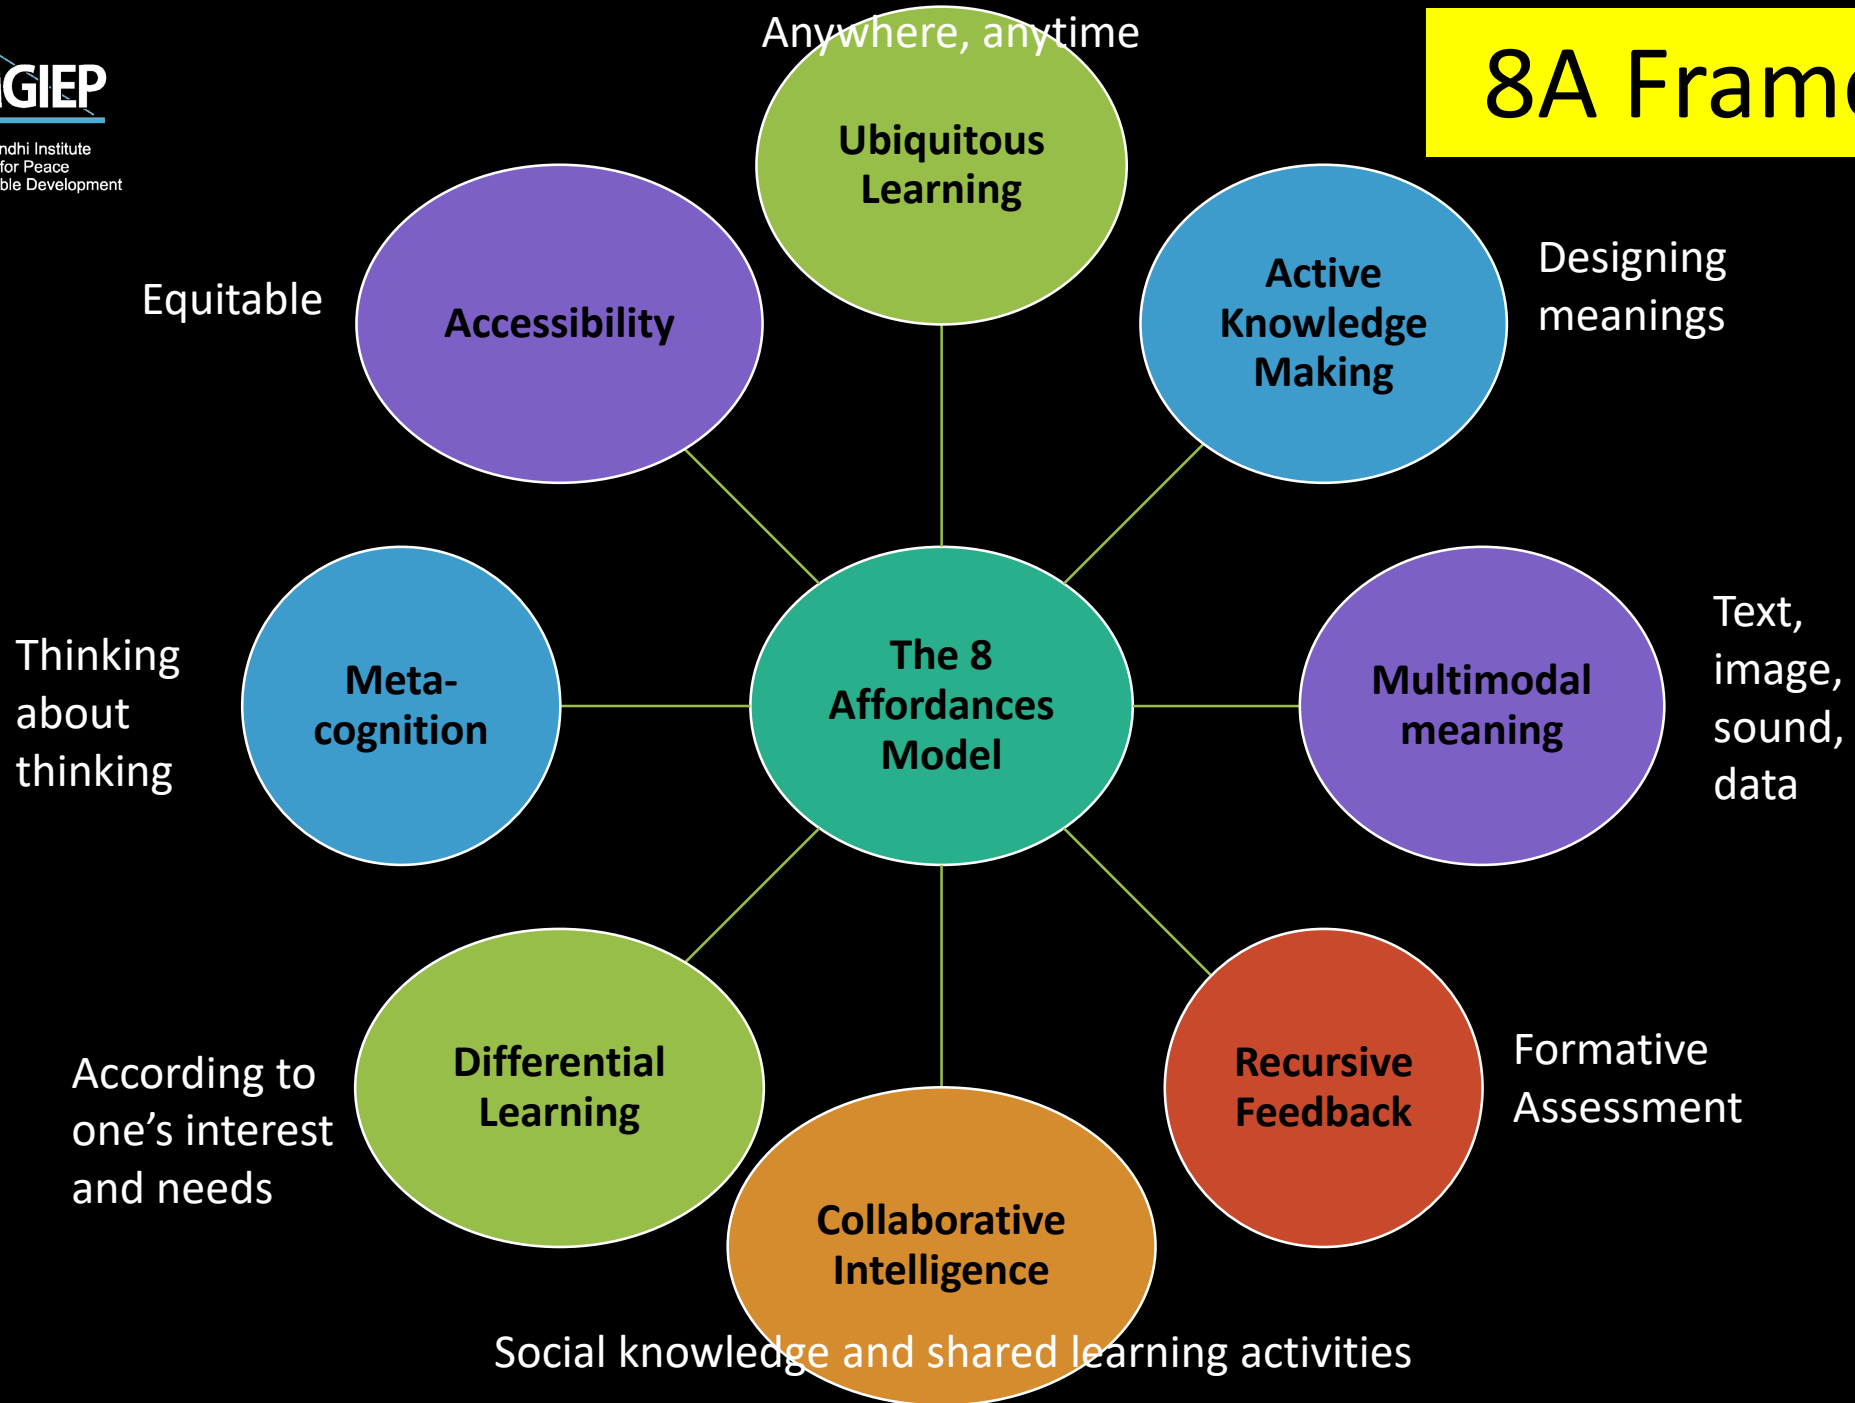 Anywhere, anytime
8A Frame
GIEP
ndhi Institute
for Peace
ble Development
Ubiquitous
Learning
Equitable
Accessibility
Active
Knowledge
Making
Designing
meanings
Thinking
about
thinking
Meta-
cognition
The 8
Affordances
Model
Multimodal
meaning
Text,
image,
sound,
data
According to
one’s interest
and needs
Differential
Learning
Recursive
Feedback
Formative
Assessment
Collaborative
Intelligence
Social knowledge and shared learning activities